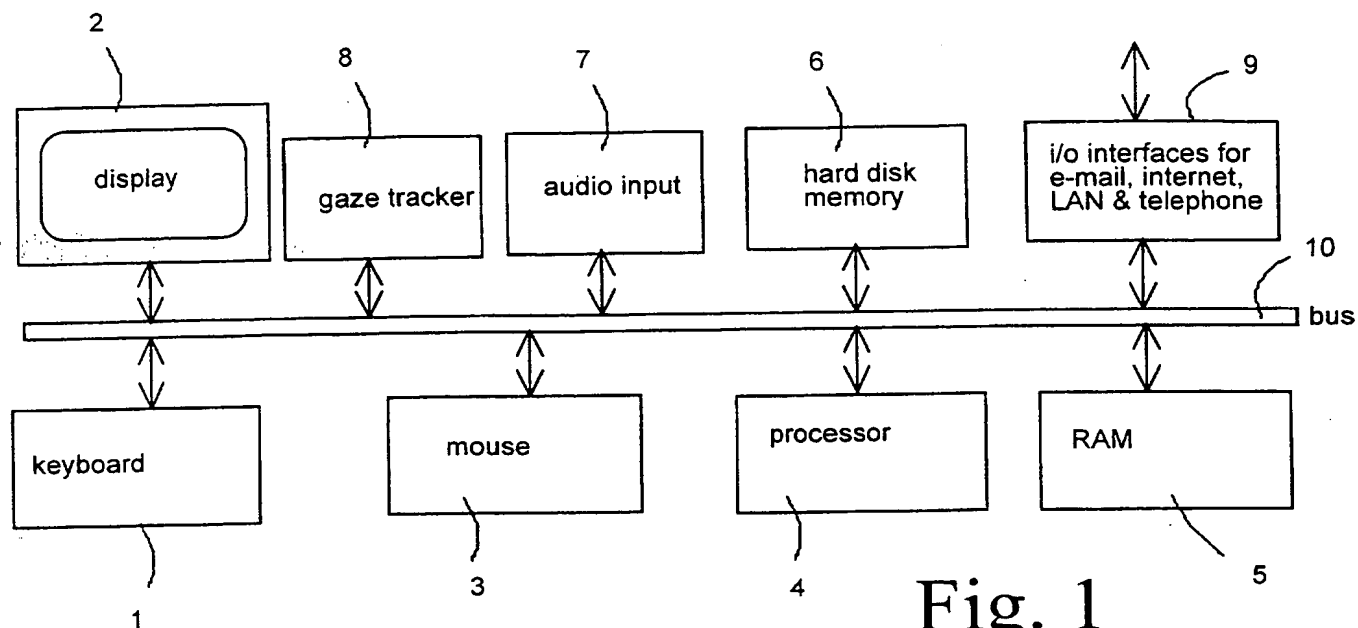 2
8
7
6
9
display
gaze tracker
audio input
hard disk
memory
i/o interfaces for
e-mail, internet,
LAN & telephone
10
bus
keyboard
mouse
processor
RAM
1
3
4
5
Fig. 1